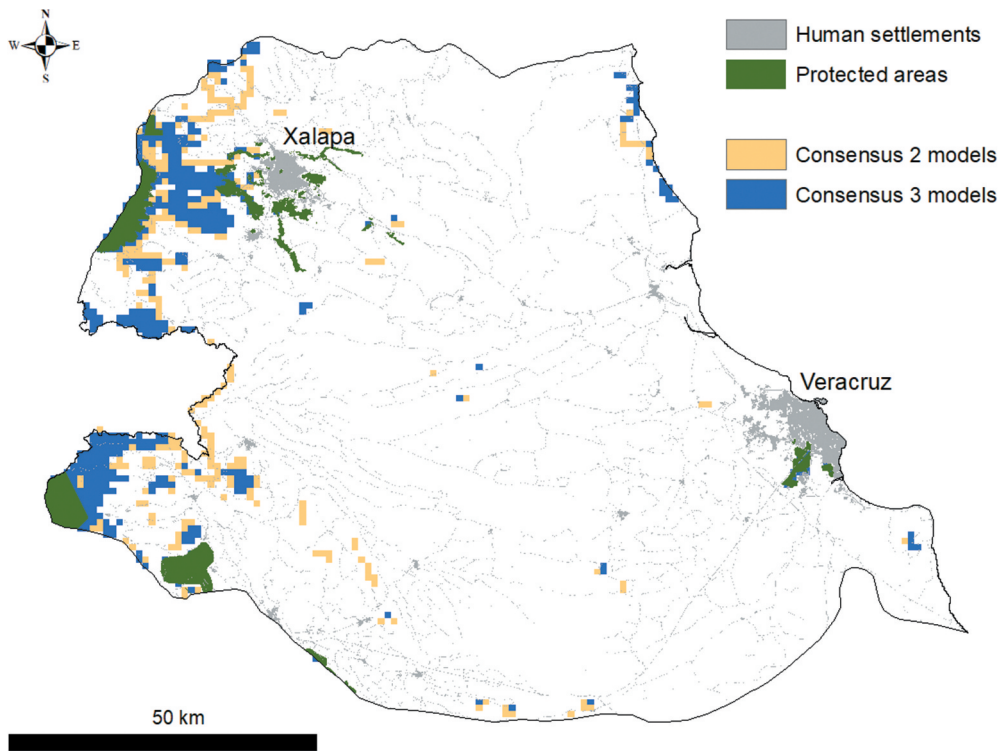 N
W E
S
Human settlements
Protected areas
Consensus 2 models
Consensus 3 models
Xalapa
Veracruz
50 km